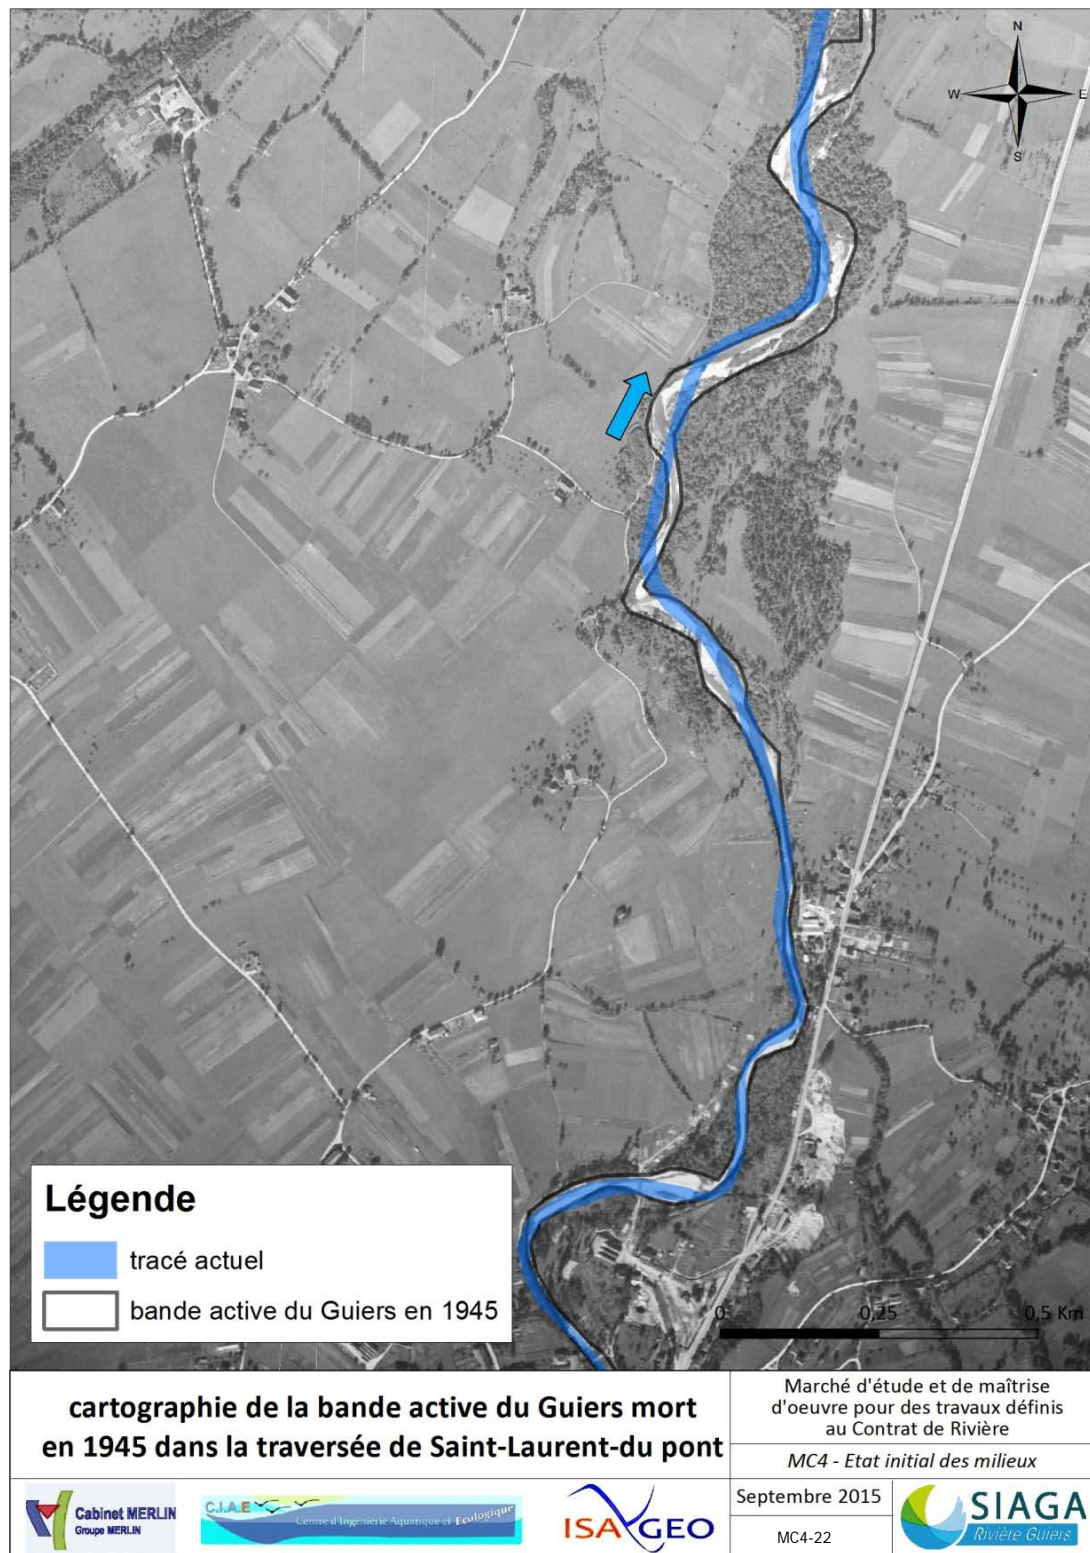 N
W E
S
Légende
tracé actuel
bande active du Guiers en 1945
0 0,25 0,5 Km
cartographie de la bande active du Guiers mort
en 1945 dans la traversée de Saint-Laurent-du pont
Marché d'étude et de maîtrise
d'oeuvre pour des travaux définis
au Contrat de Rivière
MC4 - Etat initial des milieux
Septembre 2015
MC4-22
Cabinet MERLIN
Groupe MERLIN
C.I.A.E
Centre d'Ingénierie Aquatique et Ecologique
ISA GEO
SIAGA
Rivière Guiers